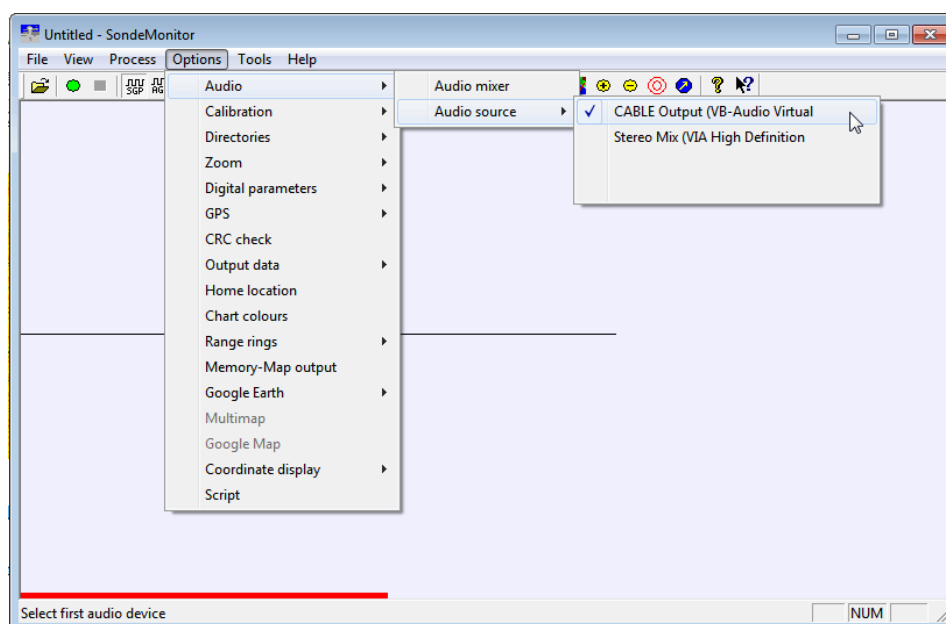 Untitled - SondeMonitor
File View Process Options Tools Help
SGP AG
Audio
Calibration
Directories
Zoom
Digital parameters
GPS
CRC check
Output data
Home location
Chart colours
Range rings
Memory-Map output
Google Earth
Multimap
Google Map
Coordinate display
Script
Audio mixer
Audio source
CABLE Output (VB-Audio Virtual
Stereo Mix (VIA High Definition
Select first audio device
NUM